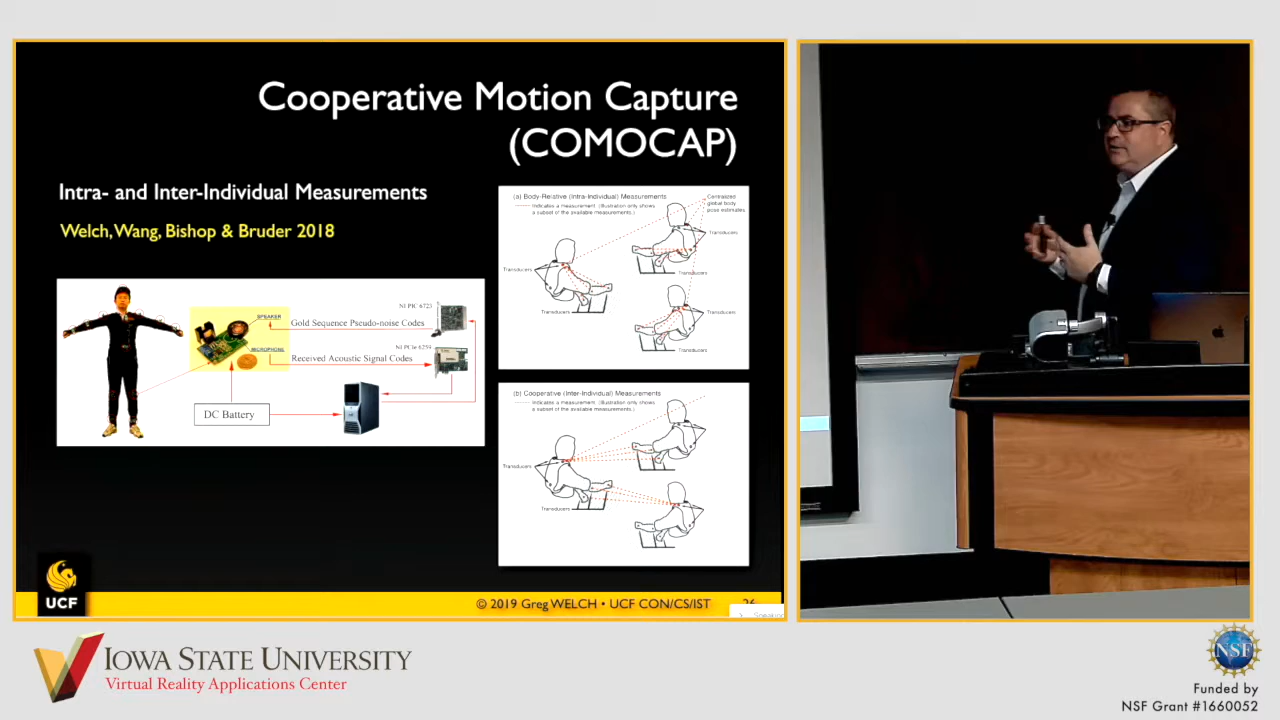 Cooperative Motion Capture
(COMOCAP)
Intra- and Inter-Individual Measurements
Welch, Wang, Bishop & Bruder 2018
SPEAKER
MICROPHONE
Gold Sequence Pseudo-noise Codes
Received Acoustic Signal Codes
NI PIC 6723
NI PCIe 6259
DC Battery
(a) Body-Relative (Intra-Individual) Measurements
Indicates a measurement. (Illustration only shows
a subset of the available measurements.)
Centralized
global body
pose estimates
Transducers
Transducers
Transducers
Transducers
Transducers
Transducers
(b) Cooperative (Inter-Individual) Measurements
Indicates a measurement. (Illustration only shows
a subset of the available measurements.)
Transducers
Transducers
UCF
© 2019 Greg WELCH • UCF CON/CS/IST
IOWA STATE UNIVERSITY
Virtual Reality Applications Center
NSF
Funded by
NSF Grant #1660052